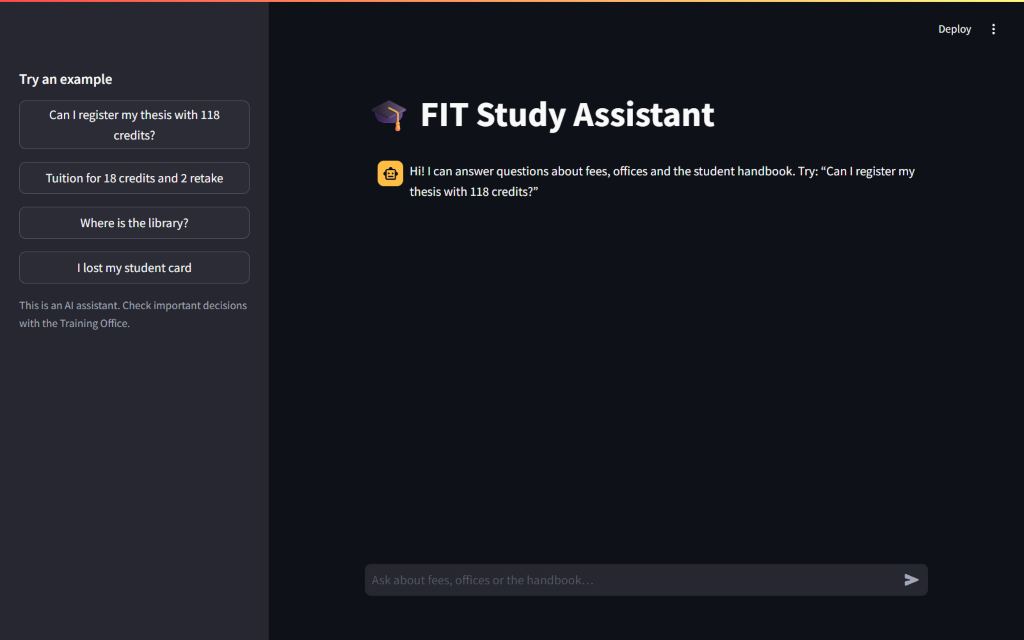 Deploy
Try an example
Can I register my thesis with 118
credits?
Tuition for 18 credits and 2 retake
Where is the library?
I lost my student card
This is an AI assistant. Check important decisions
with the Training Office.
FIT Study Assistant
Hi! I can answer questions about fees, offices and the student handbook. Try: “Can I register my
thesis with 118 credits?”
Ask about fees, offices or the handbook…